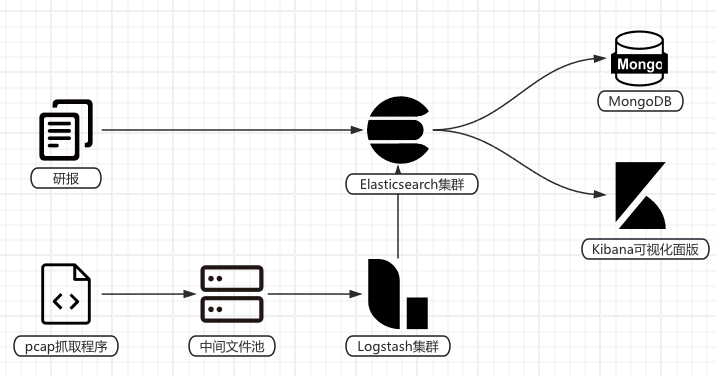 Mongo
MongoDB
研报
Elasticsearch集群
Kibana可视化面版
pcap抓取程序
中间文件池
Logstash集群